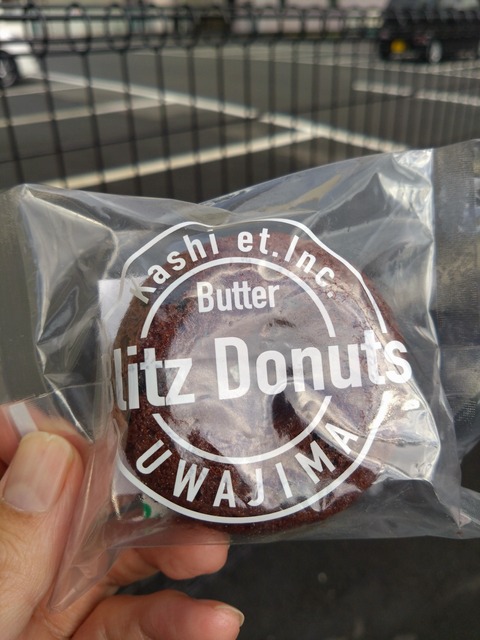 Kashi et.Inc.
Butter
litz Donuts
UWAJIMA